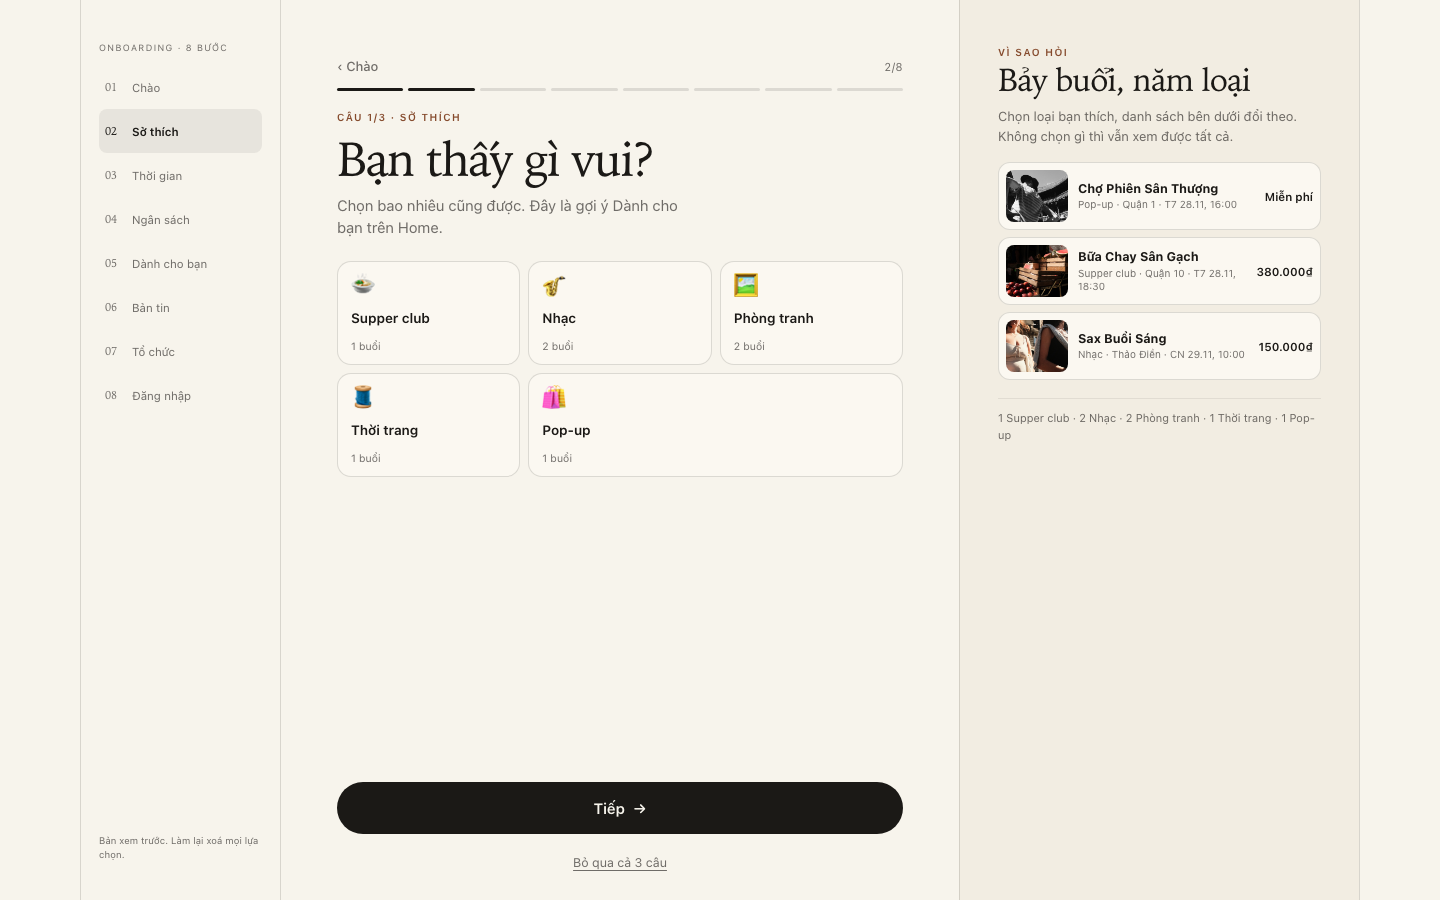 ONBOARDING · 8 BƯỚC
01 Chào
02 Sở thích
03 Thời gian
04 Ngân sách
05 Dành cho bạn
06 Bản tin
07 Tổ chức
08 Đăng nhập
Bản xem trước. Làm lại xoá mọi lựa
chọn.
‹ Chào
2/8
CÂU 1/3 · SỞ THÍCH
Bạn thấy gì vui?
Chọn bao nhiêu cũng được. Đây là gợi ý Dành cho
bạn trên Home.
Supper club
1 buổi
Nhạc
2 buổi
Phòng tranh
2 buổi
Thời trang
1 buổi
Pop-up
1 buổi
Tiếp →
Bỏ qua cả 3 câu
VÌ SAO HỎI
Bảy buổi, năm loại
Chọn loại bạn thích, danh sách bên dưới đổi theo.
Không chọn gì thì vẫn xem được tất cả.
Chợ Phiên Sân Thượng
Pop-up · Quận 1 · T7 28.11, 16:00
Miễn phí
Bữa Chay Sân Gạch
Supper club · Quận 10 · T7 28.11,
18:30
380.000₫
Sax Buổi Sáng
Nhạc · Thảo Điền · CN 29.11, 10:00
150.000₫
1 Supper club · 2 Nhạc · 2 Phòng tranh · 1 Thời trang · 1 Pop-
up